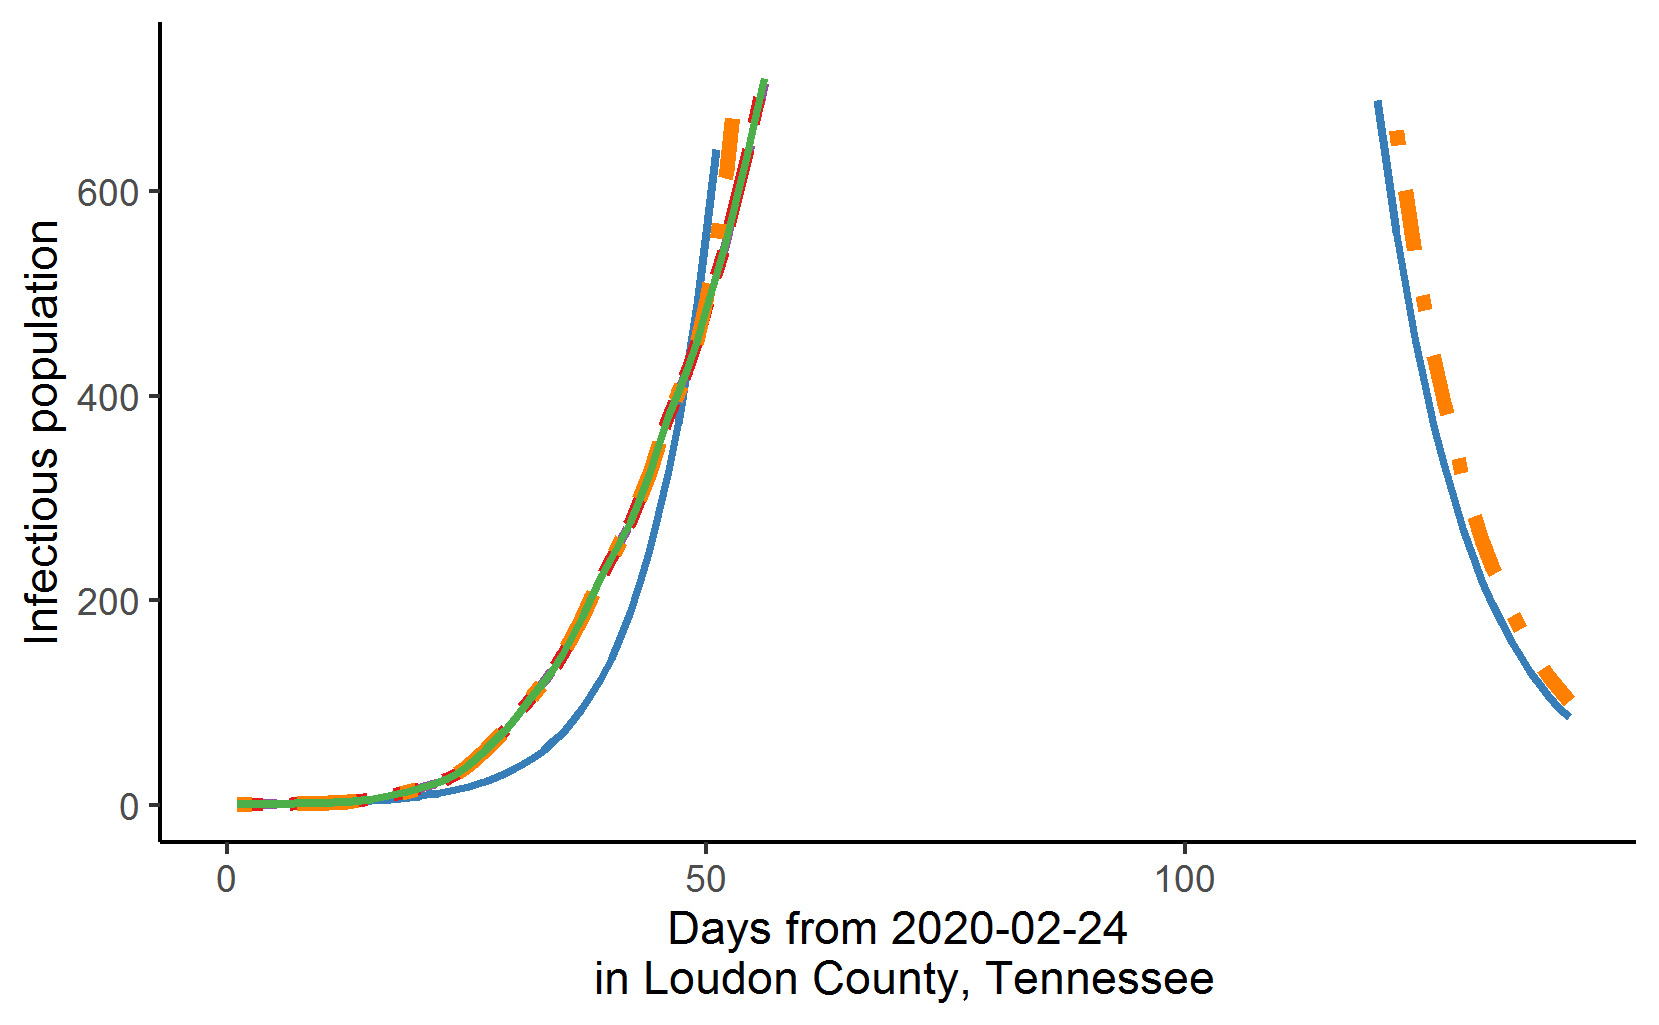 Infectious population
600
400
200
0
0 50 100
Days from 2020-02-24
in Loudon County, Tennessee